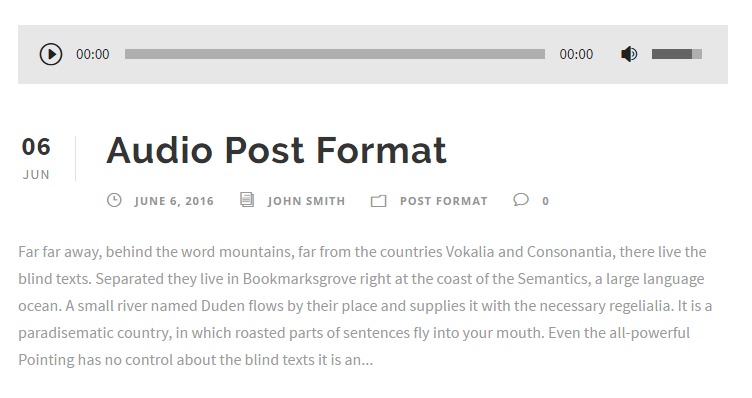 00:00 00:00
06
JUN
Audio Post Format
JUNE 6, 2016 JOHN SMITH POST FORMAT 0
Far far away, behind the word mountains, far from the countries Vokalia and Consonantia, there live the
blind texts. Separated they live in Bookmarksgrove right at the coast of the Semantics, a large language
ocean. A small river named Duden flows by their place and supplies it with the necessary regelialia. It is a
paradisematic country, in which roasted parts of sentences fly into your mouth. Even the all-powerful
Pointing has no control about the blind texts it is an...